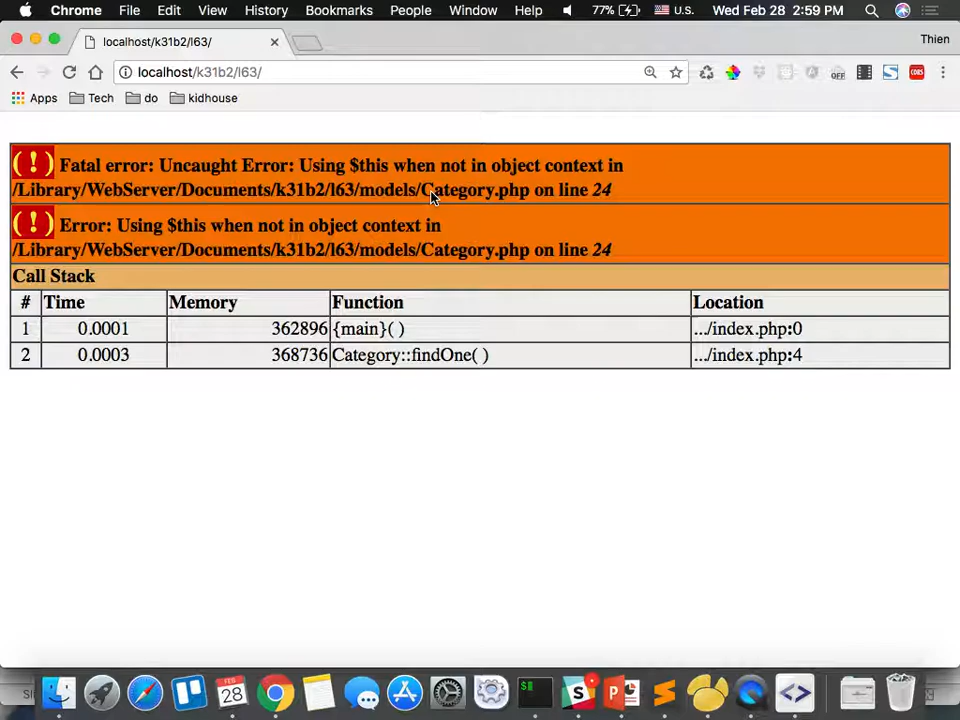 Chrome File Edit View History Bookmarks People Window Help 77% U.S. Wed Feb 28 2:59 PM
localhost/k31b2/l63/ Thien
localhost/k31b2/l63/ OFF CORS
Apps Tech do kidhouse
( ! ) Fatal error: Uncaught Error: Using $this when not in object context in
/Library/WebServer/Documents/k31b2/l63/models/Category.php on line 24
( ! ) Error: Using $this when not in object context in
/Library/WebServer/Documents/k31b2/l63/models/Category.php on line 24
Call Stack
# Time Memory Function Location
1 0.0001 362896 {main}( ) .../index.php:0
2 0.0003 368736 Category::findOne( ) .../index.php:4
FEB
28